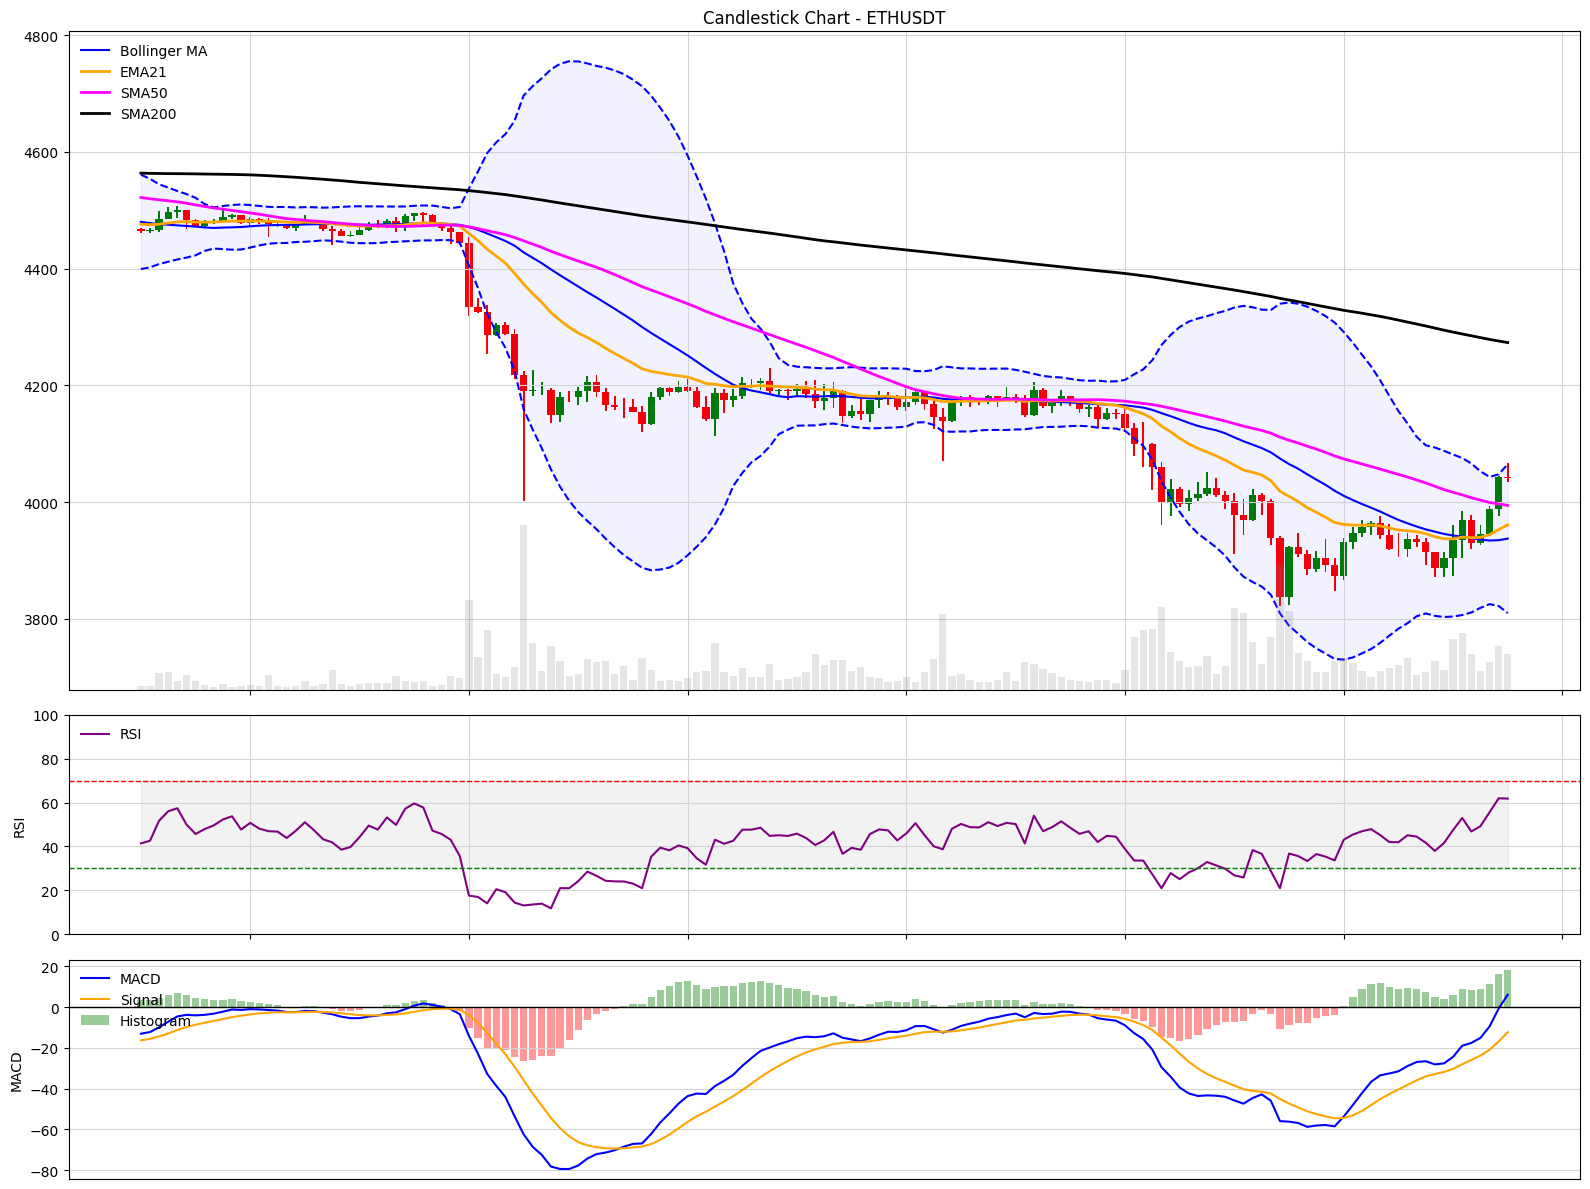 Candlestick Chart - ETHUSDT
4800
4600
4400
4200
4000
3800
Bollinger MA
EMA21
SMA50
SMA200
100
80
60
40
20
0
RSI
RSI
20
0
−20
−40
−60
−80
MACD
MACD
Signal
Histogram